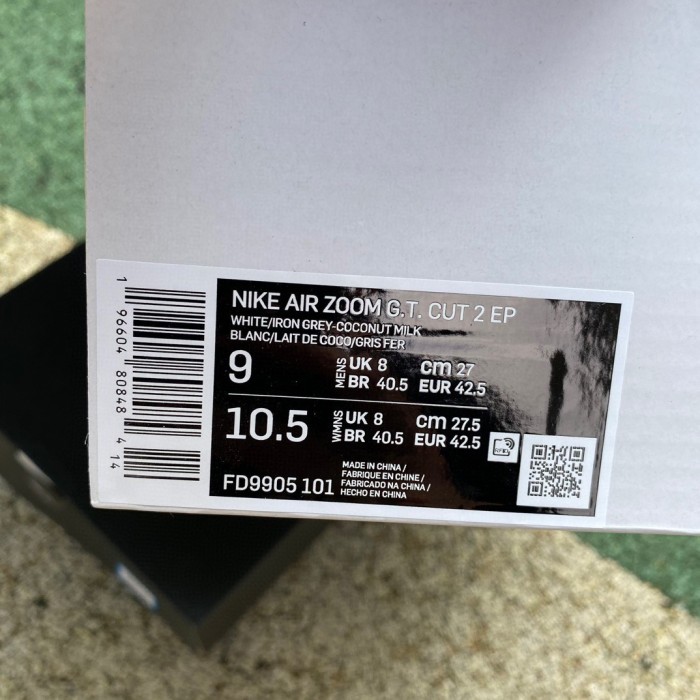 NIKE AIR ZOOM G.T. CUT 2 EP
WHITE/IRON GREY-COCONUT MILK
BLANC/LAIT DE COCO/GRIS FER
9 MENS UK 8 cm 27
BR 40.5 EUR 42.5
10.5 WMNS UK 8 cm 27.5
BR 40.5 EUR 42.5
FD9905 101
MADE IN CHINA /
FABRIQUE EN CHINE /
FABRICADO NA CHINA /
HECHO EN CHINA
1 96604 80848 414